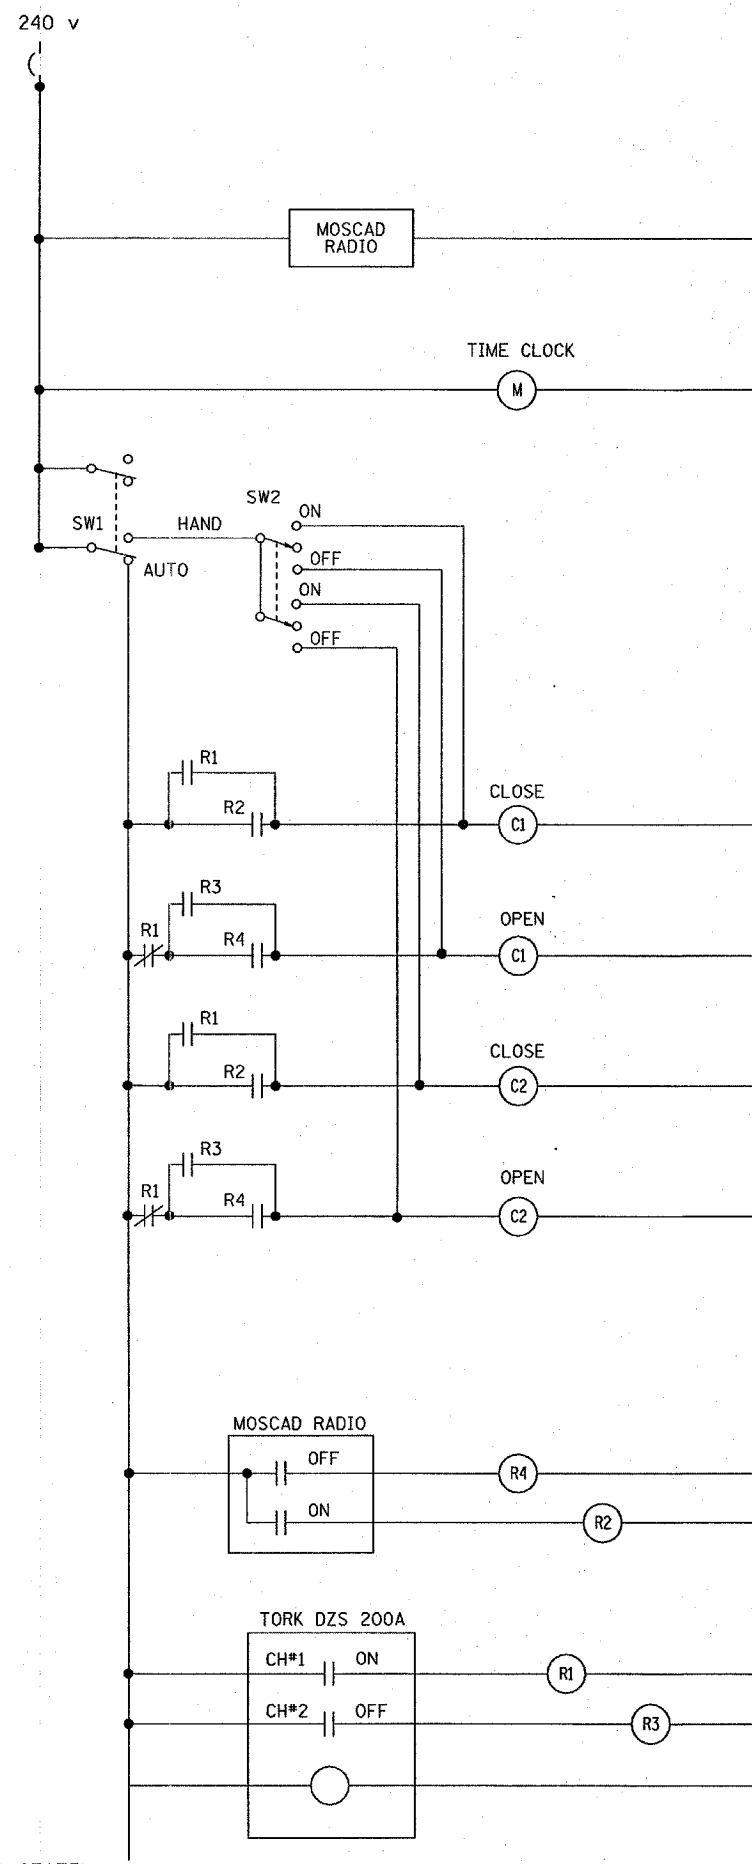 240 v
MOSCAD
RADIO
TIME CLOCK
M
SW1
HAND
AUTO
SW2
ON
OFF
ON
OFF
R1
R2
CLOSE
C1
R3
R1
R4
OPEN
C1
R1
R2
CLOSE
C2
R3
R1
R4
OPEN
C2
MOSCAD RADIO
OFF
R4
ON
R2
TORK DZS 200A
CH#1 ON
R1
CH#2 OFF
R3